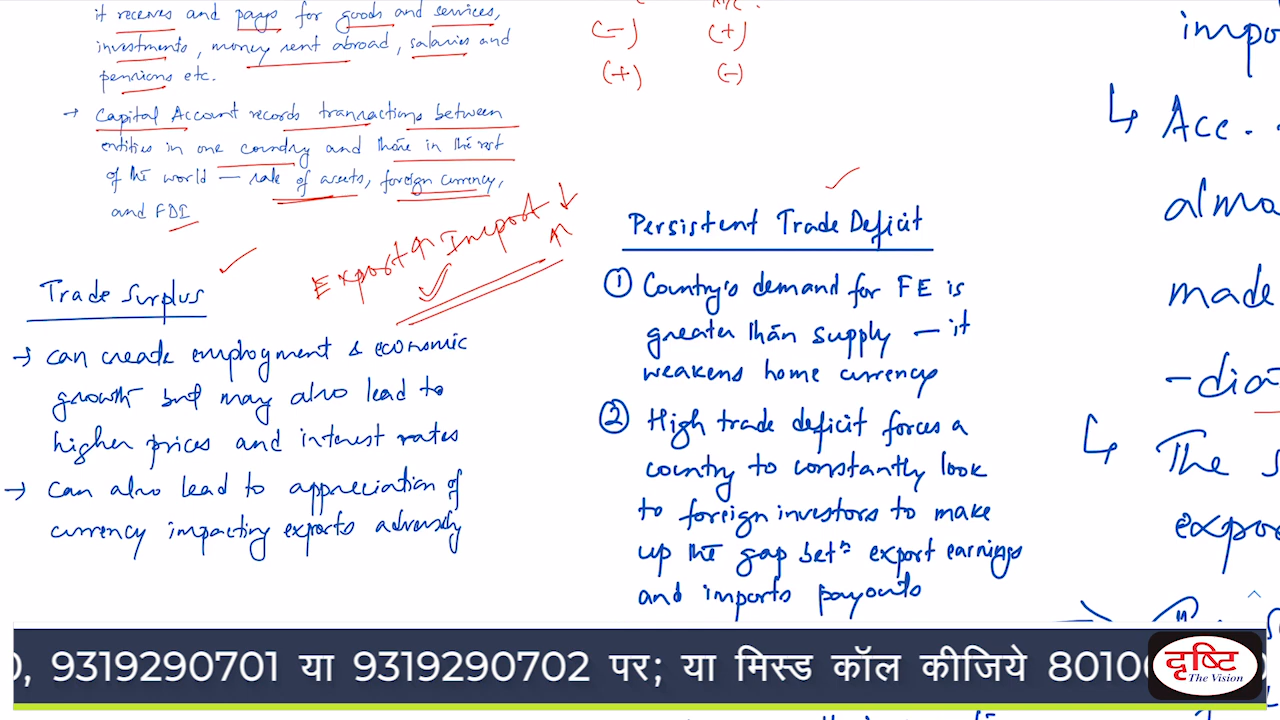 it receives and pays for goods and services,
investments, money sent abroad, salaries and
pensions etc.
→ Capital Account records transactions between
entities in one country and those in the rest
of the world – sale of assets, foreign currency,
and FDI
(-) (+)
(+) (-)
Export ↑ Import ↓
↑
Trade Surplus
→ can create employment & economic
growth but may also lead to
higher prices and interest rates
→ Can also lead to appreciation of
currency impacting exports adversely
Persistent Trade Deficit
① Country's demand for FE is
greater than supply – it
weakens home currency
② High trade deficit forces a
country to constantly look
to foreign investors to make
up the gap betn export earnings
and imports payouts
impo
↳ Acc.
alma
made
-dia
↳ The s
expo
0, 9319290701 या 9319290702 पर; या मिस्ड कॉल कीजिये 8010
दृष्टि
The Vision